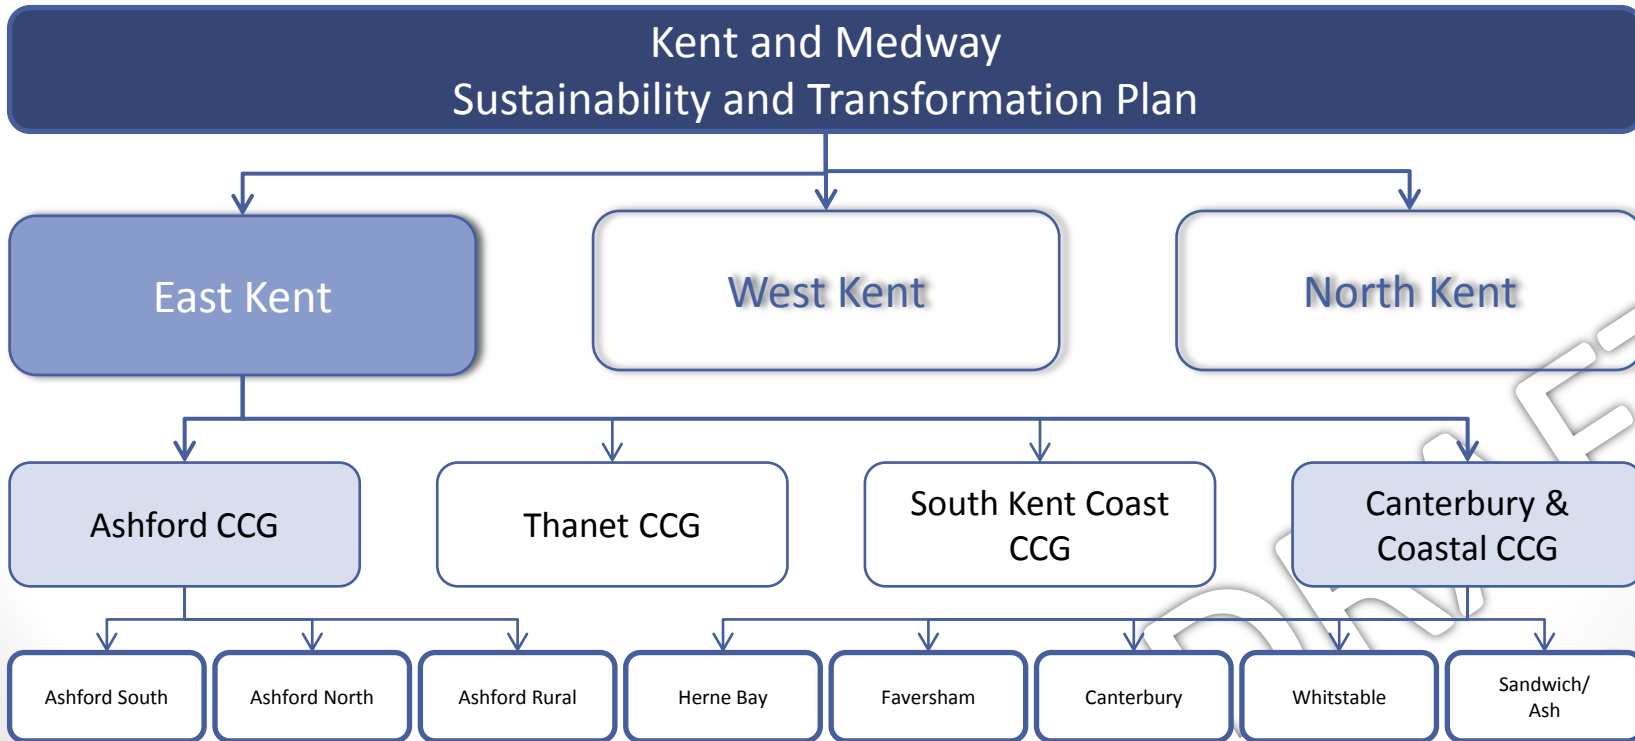 Kent and Medway
Sustainability and Transformation Plan
East Kent
West Kent
North Kent
Ashford CCG
Thanet CCG
South Kent Coast
CCG
Canterbury &
Coastal CCG
Ashford South
Ashford North
Ashford Rural
Herne Bay
Faversham
Canterbury
Whitstable
Sandwich/
Ash
DRAFT